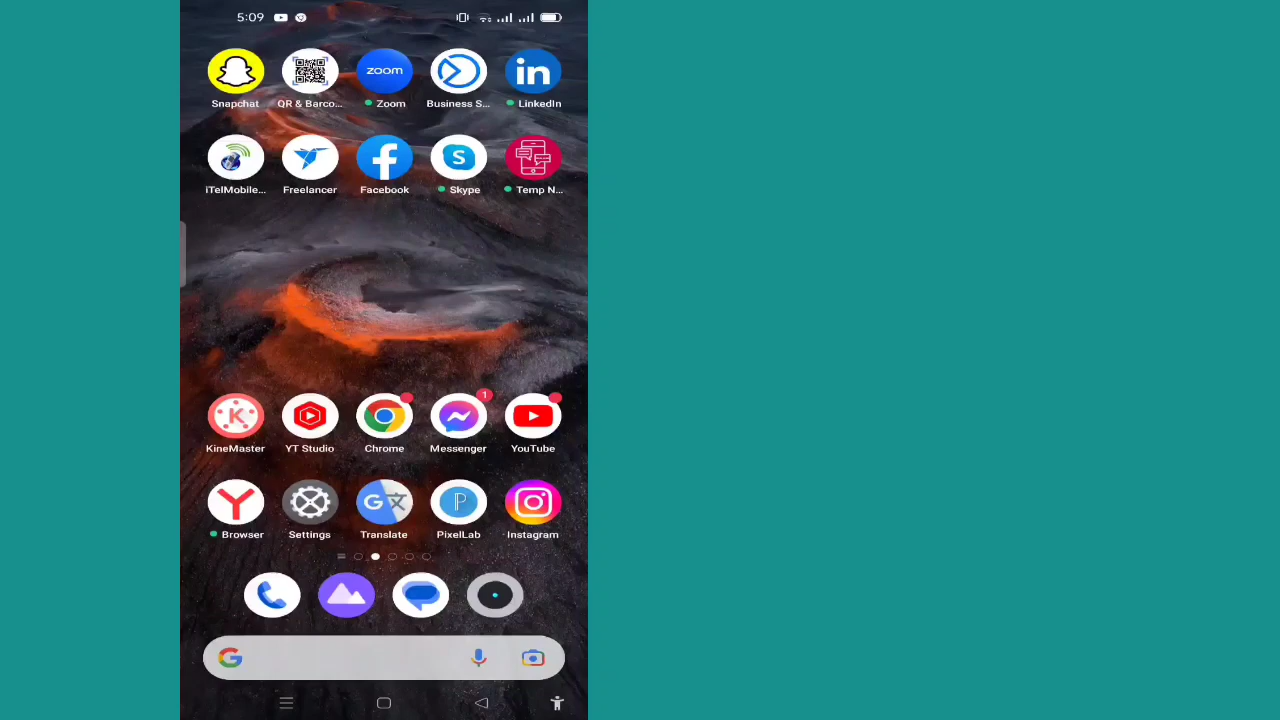 5:09
zoom
in
Snapchat
QR & Barco...
Zoom
Business S...
LinkedIn
iTelMobile...
Freelancer
Facebook
Skype
Temp N...
KineMaster
YT Studio
Chrome
1
Messenger
YouTube
Browser
Settings
Translate
PixelLab
Instagram